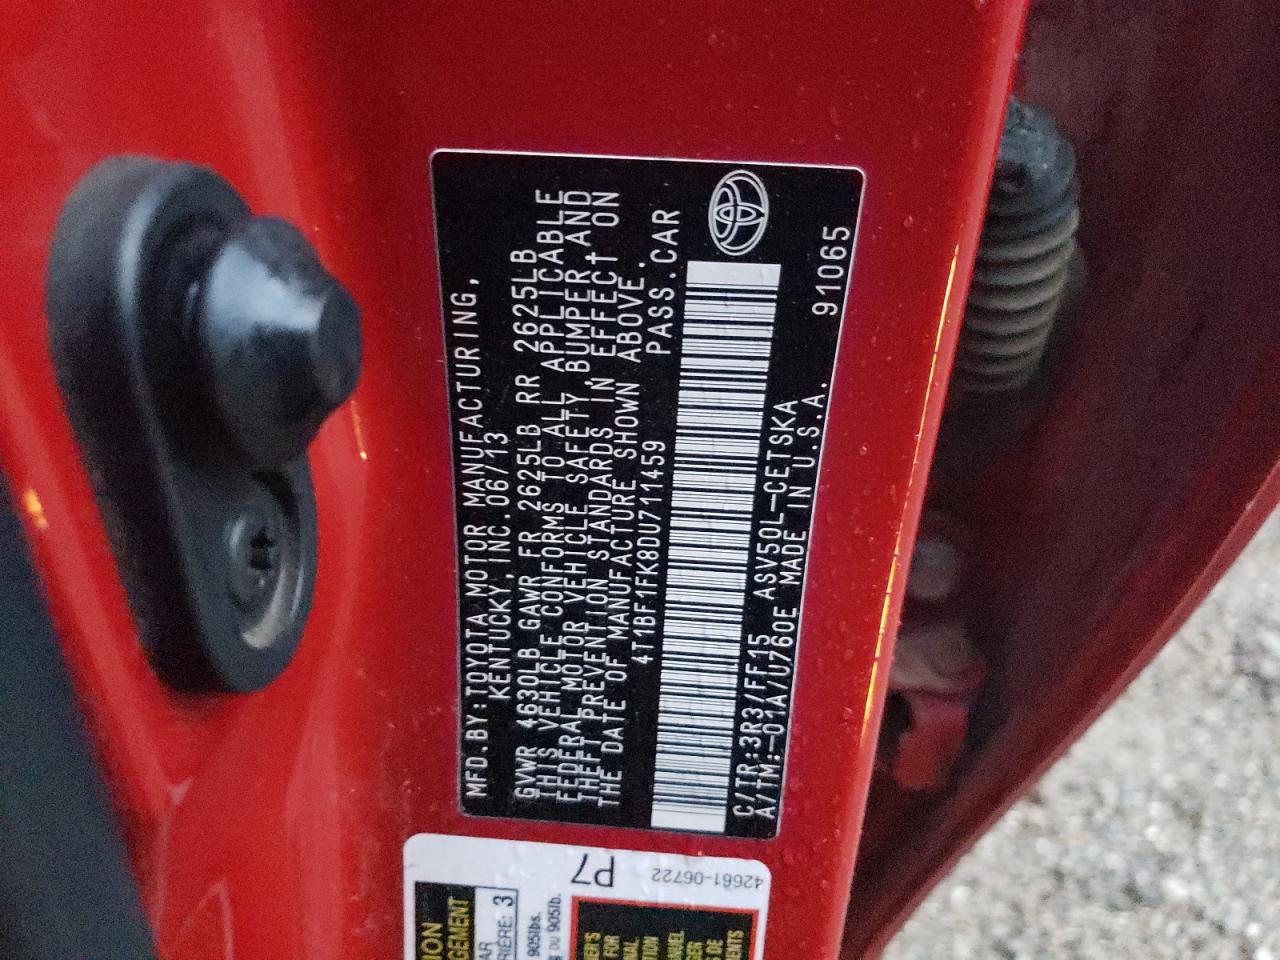 MFD.BY:TOYOTA MOTOR MANUFACTURING,
KENTUCKY, INC.06/13
GVWR 4630LB GAWR FR 2625LB RR 2625LB
THIS VEHICLE CONFORMS TO ALL APPLICABLE
FEDERAL MOTOR VEHICLE SAFETY, BUMPER,AND
THEFT PREVENTION STANDARDS IN EFFECT ON
THE DATE OF MANUFACTURE SHOWN ABOVE.
4T1BF1FK8DU711459 PASS.CAR
C/TR:3R3/FF15 ASV50L-CETSKA 91065
A/TM:-01A/U760E MADE IN U.S.A.
P7
42661-06722
3
905lbs.
905lb.